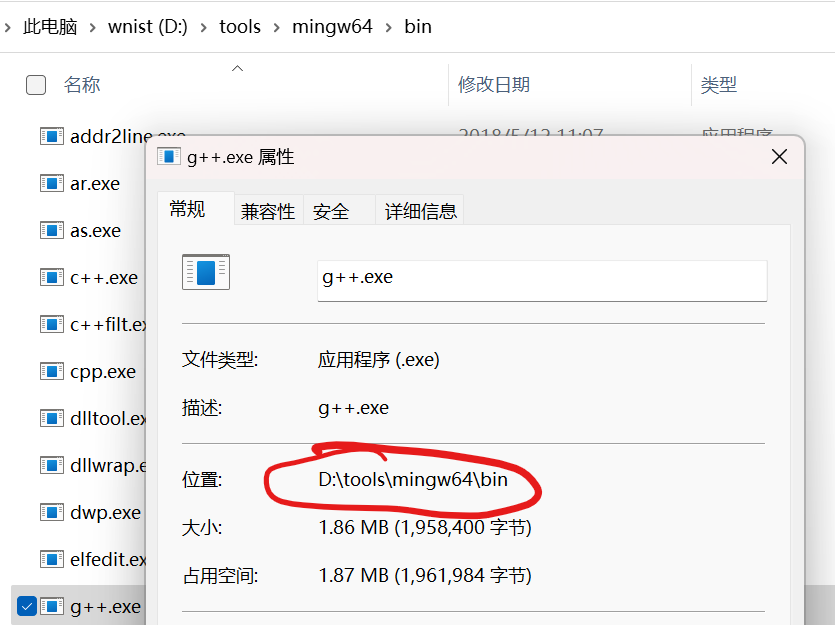 此电脑 > wnist (D:) > tools > mingw64 > bin
名称 修改日期 类型
addr2line.exe 2018/5/12 11:07 应用程序
g++.exe 属性
ar.exe
常规 兼容性 安全 详细信息
as.exe
c++.exe
g++.exe
c++filt.ex
文件类型: 应用程序 (.exe)
cpp.exe
描述: g++.exe
dlltool.ex
dllwrap.e
位置: D:\tools\mingw64\bin
dwp.exe
大小: 1.86 MB (1,958,400 字节)
elfedit.ex
占用空间: 1.87 MB (1,961,984 字节)
g++.exe